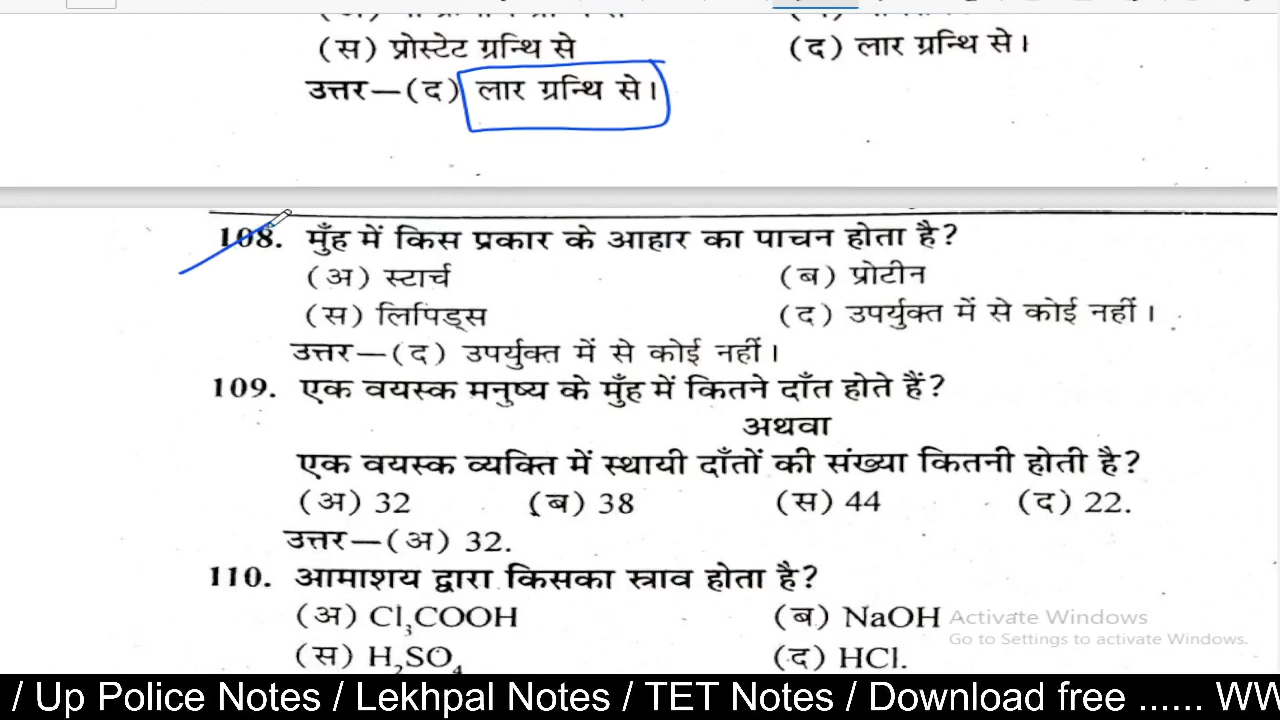 (स) प्रोस्टेट ग्रन्थि से (द) लार ग्रन्थि से।
उत्तर—(द) लार ग्रन्थि से।
108. मुँह में किस प्रकार के आहार का पाचन होता है?
(अ) स्टार्च (ब) प्रोटीन
(स) लिपिड्स (द) उपर्युक्त में से कोई नहीं।
उत्तर—(द) उपर्युक्त में से कोई नहीं।
109. एक वयस्क मनुष्य के मुँह में कितने दाँत होते हैं?
अथवा
एक वयस्क व्यक्ति में स्थायी दाँतों की संख्या कितनी होती है?
(अ) 32 (ब) 38 (स) 44 (द) 22.
उत्तर—(अ) 32.
110. आमाशय द्वारा किसका स्त्राव होता है?
(अ) Cl₃COOH (ब) NaOH
(स) H₂SO₄ (द) HCl.
Activate Windows
Go to Settings to activate Windows.
/ Up Police Notes / Lekhpal Notes / TET Notes / Download free ...... WW